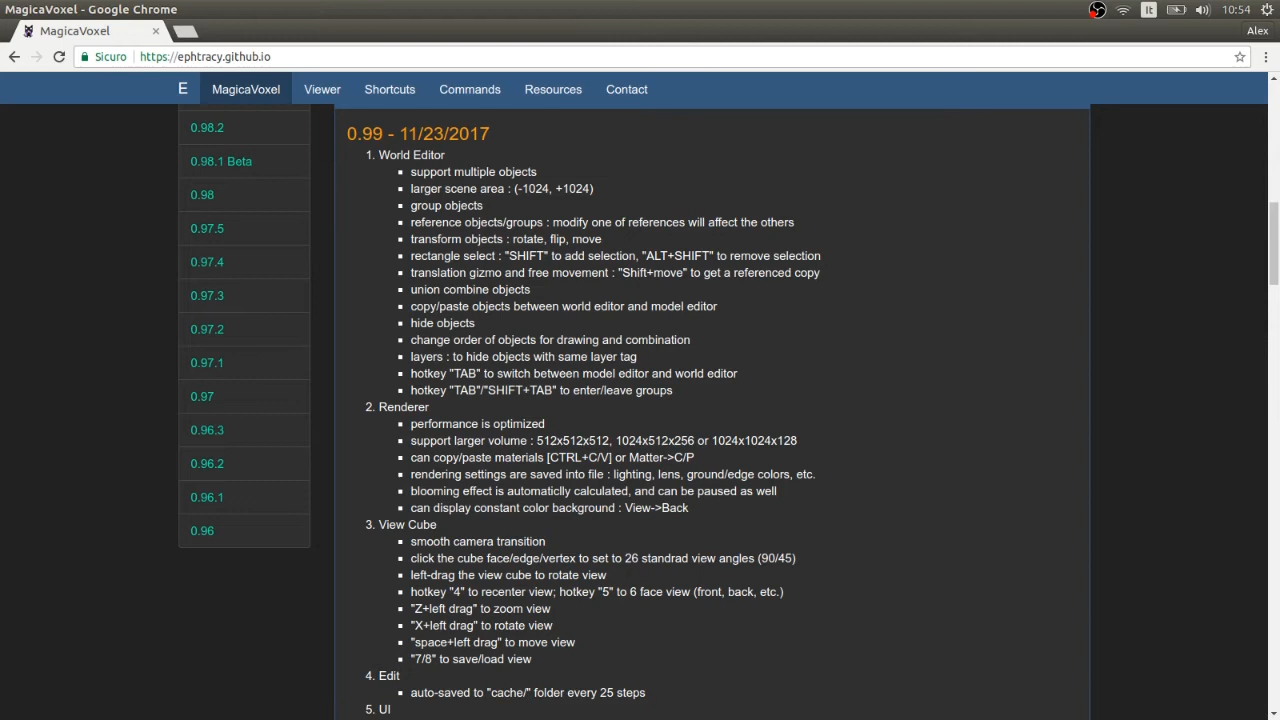 MagicaVoxel - Google Chrome
It
10:54
MagicaVoxel
×
Alex
Sicuro
https://ephtracy.github.io
E
MagicaVoxel
Viewer
Shortcuts
Commands
Resources
Contact
0.98.2
0.98.1 Beta
0.98
0.97.5
0.97.4
0.97.3
0.97.2
0.97.1
0.97
0.96.3
0.96.2
0.96.1
0.96
0.99 - 11/23/2017
1. World Editor
support multiple objects
larger scene area : (-1024, +1024)
group objects
reference objects/groups : modify one of references will affect the others
transform objects : rotate, flip, move
rectangle select : "SHIFT" to add selection, "ALT+SHIFT" to remove selection
translation gizmo and free movement : "Shift+move" to get a referenced copy
union combine objects
copy/paste objects between world editor and model editor
hide objects
change order of objects for drawing and combination
layers : to hide objects with same layer tag
hotkey "TAB" to switch between model editor and world editor
hotkey "TAB"/"SHIFT+TAB" to enter/leave groups
2. Renderer
performance is optimized
support larger volume : 512x512x512, 1024x512x256 or 1024x1024x128
can copy/paste materials [CTRL+C/V] or Matter->C/P
rendering settings are saved into file : lighting, lens, ground/edge colors, etc.
blooming effect is automaticlly calculated, and can be paused as well
can display constant color background : View->Back
3. View Cube
smooth camera transition
click the cube face/edge/vertex to set to 26 standrad view angles (90/45)
left-drag the view cube to rotate view
hotkey "4" to recenter view; hotkey "5" to 6 face view (front, back, etc.)
"Z+left drag" to zoom view
"X+left drag" to rotate view
"space+left drag" to move view
"7/8" to save/load view
4. Edit
auto-saved to "cache/" folder every 25 steps
5. UI